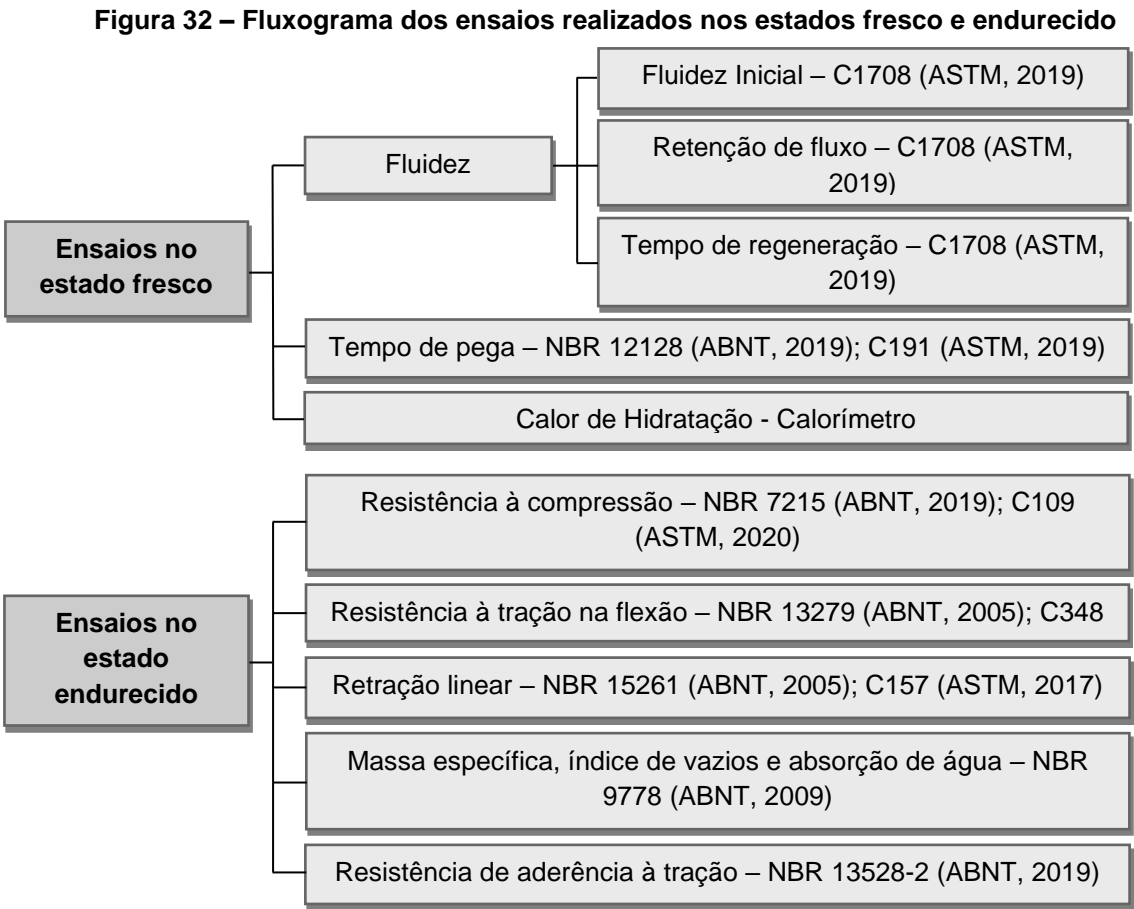 Figura 32 – Fluxograma dos ensaios realizados nos estados fresco e endurecido
Ensaios no
estado fresco
Fluidez
Fluidez Inicial – C1708 (ASTM, 2019)
Retenção de fluxo – C1708 (ASTM,
2019)
Tempo de regeneração – C1708 (ASTM,
2019)
Tempo de pega – NBR 12128 (ABNT, 2019); C191 (ASTM, 2019)
Calor de Hidratação - Calorímetro
Ensaios no
estado
endurecido
Resistência à compressão – NBR 7215 (ABNT, 2019); C109
(ASTM, 2020)
Resistência à tração na flexão – NBR 13279 (ABNT, 2005); C348
Retração linear – NBR 15261 (ABNT, 2005); C157 (ASTM, 2017)
Massa específica, índice de vazios e absorção de água – NBR
9778 (ABNT, 2009)
Resistência de aderência à tração – NBR 13528-2 (ABNT, 2019)